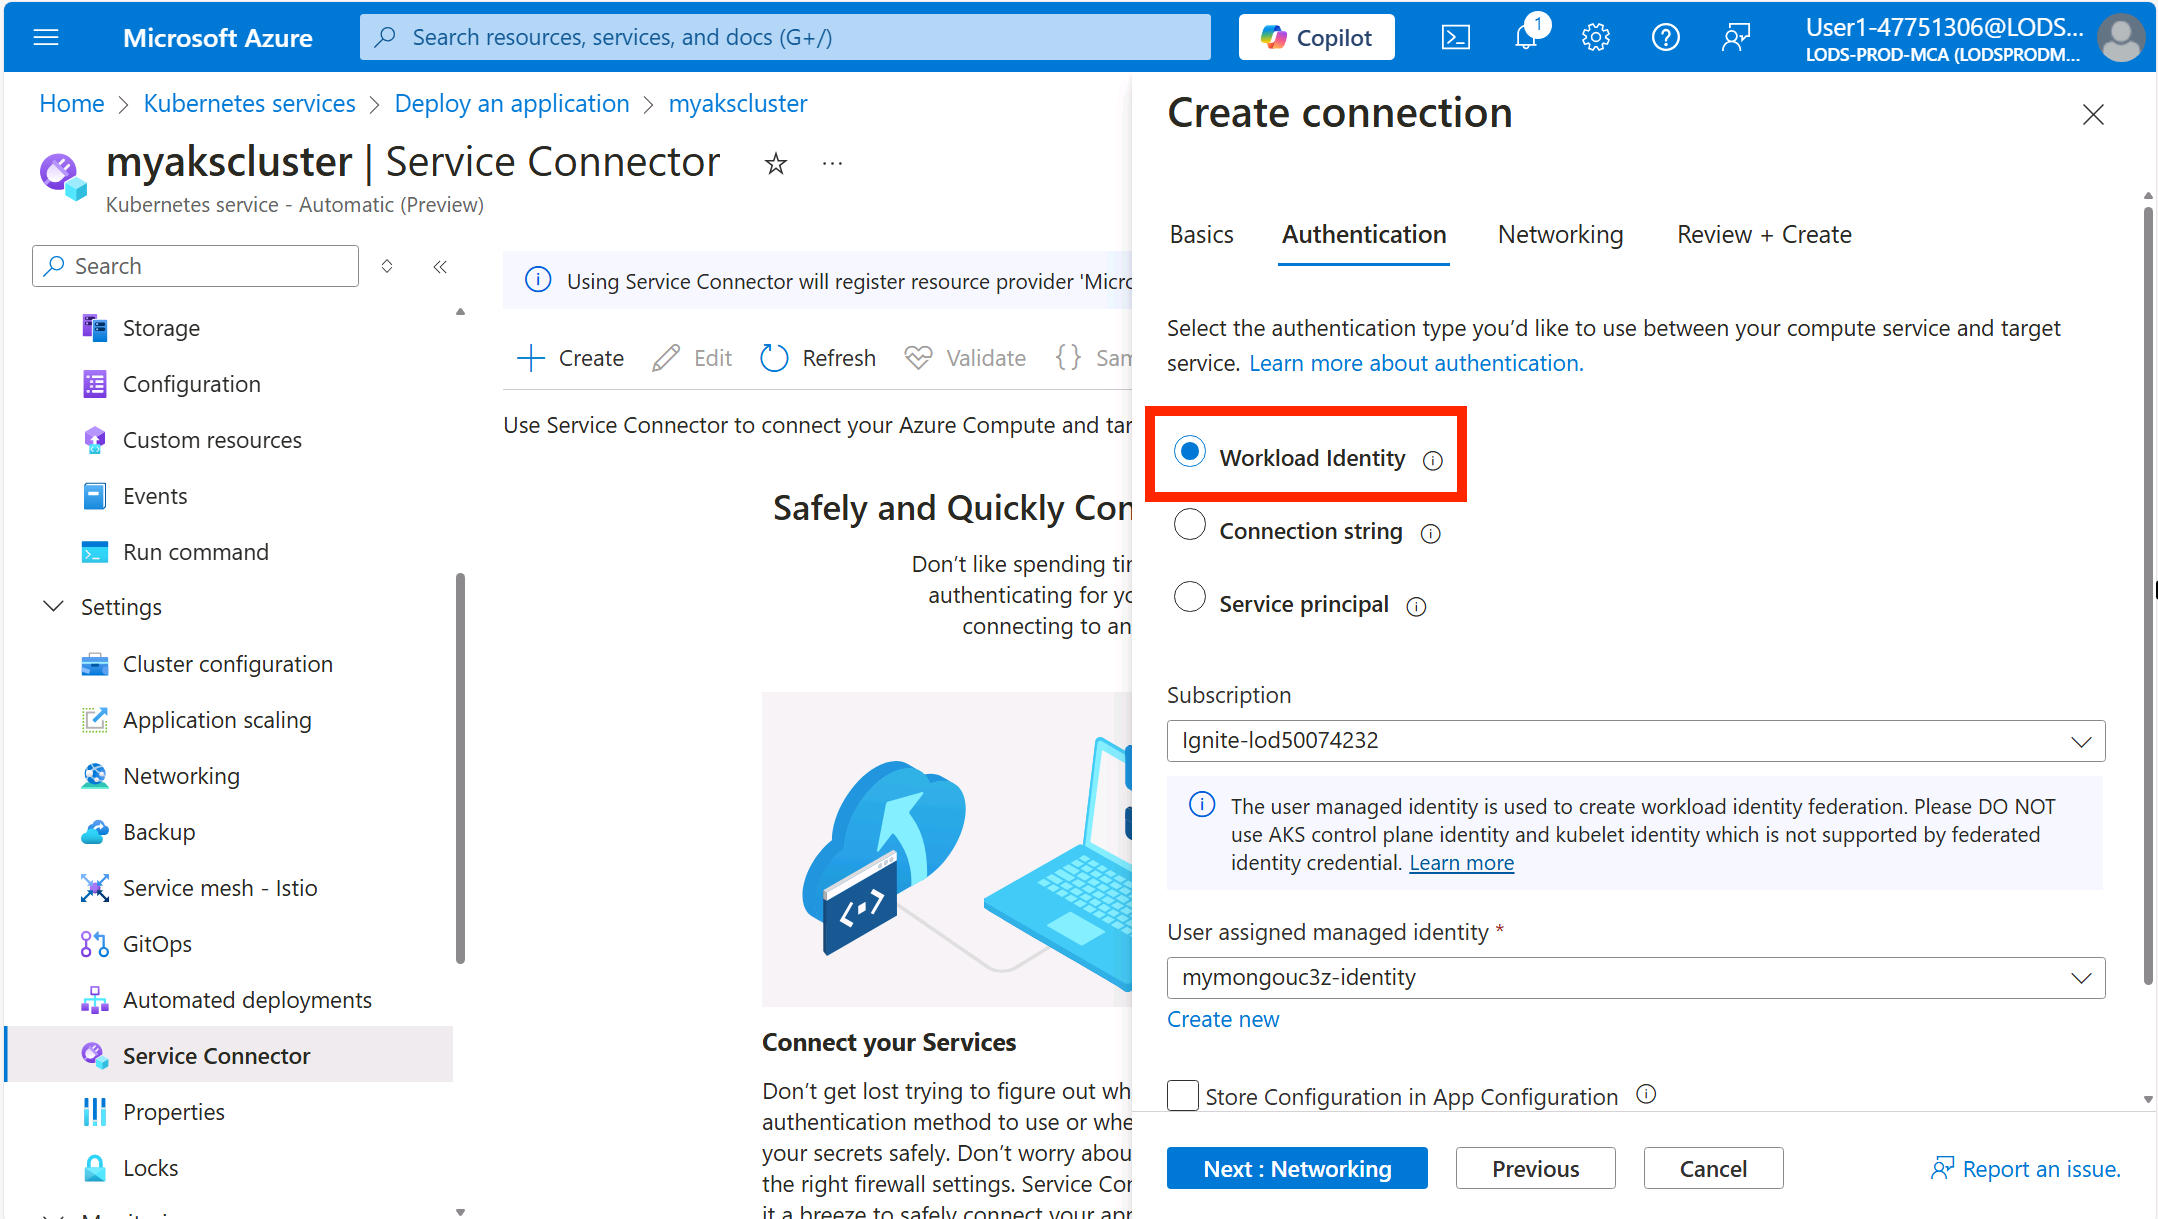 Microsoft Azure
Search resources, services, and docs (G+/)
Copilot
1
User1-47751306@LODS...
LODS-PROD-MCA (LODSPRODM...
Home > Kubernetes services > Deploy an application > myakscluster
myakscluster | Service Connector
Kubernetes service - Automatic (Preview)
Search
Storage
Configuration
Custom resources
Events
Run command
Settings
Cluster configuration
Application scaling
Networking
Backup
Service mesh - Istio
GitOps
Automated deployments
Service Connector
Properties
Locks
Using Service Connector will register resource provider 'Micro
Create Edit Refresh Validate {} Sam
Use Service Connector to connect your Azure Compute and tar
Safely and Quickly Con
Don't like spending tim
authenticating for yo
connecting to an
Connect your Services
Don't get lost trying to figure out wh
authentication method to use or whe
your secrets safely. Don't worry abou
the right firewall settings. Service Cor
it a breeze to safely connect your app
Create connection
Basics Authentication Networking Review + Create
Select the authentication type you'd like to use between your compute service and target
service. Learn more about authentication.
Workload Identity
Connection string
Service principal
Subscription
Ignite-lod50074232
The user managed identity is used to create workload identity federation. Please DO NOT
use AKS control plane identity and kubelet identity which is not supported by federated
identity credential. Learn more
User assigned managed identity *
mymongouc3z-identity
Create new
Store Configuration in App Configuration
Next : Networking Previous Cancel Report an issue.